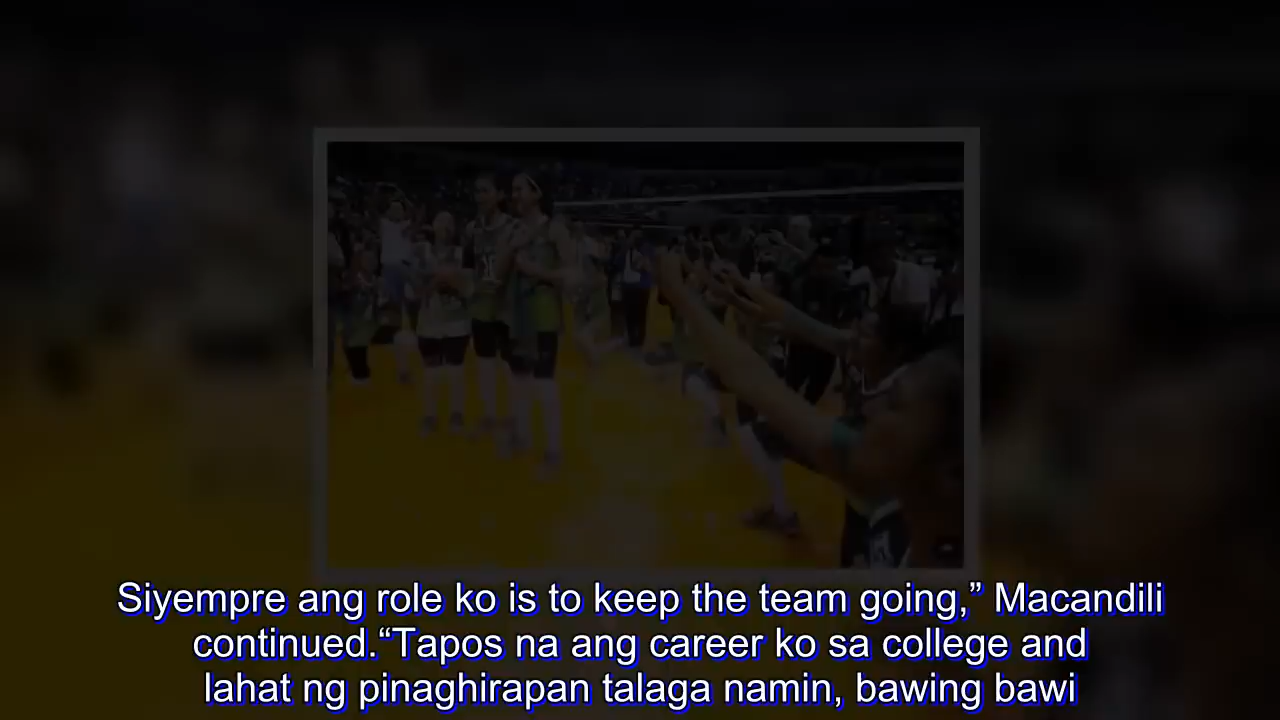 Siyempre ang role ko is to keep the team going,” Macandili
continued.“Tapos na ang career ko sa college and
lahat ng pinaghirapan talaga namin, bawing bawi